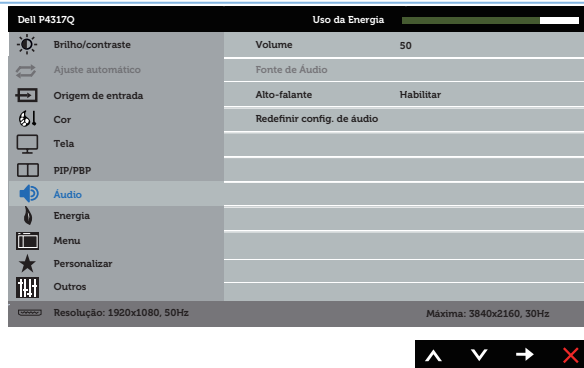 Dell P4317Q Uso da Energia
Brilho/contraste Volume 50
Ajuste automático Fonte de Áudio
Origem de entrada Alto-falante Habilitar
Cor Redefinir config. de áudio
Tela
PIP/PBP
Áudio
Energia
Menu
Personalizar
Outros
Resolução: 1920x1080, 50Hz Máxima: 3840x2160, 30Hz